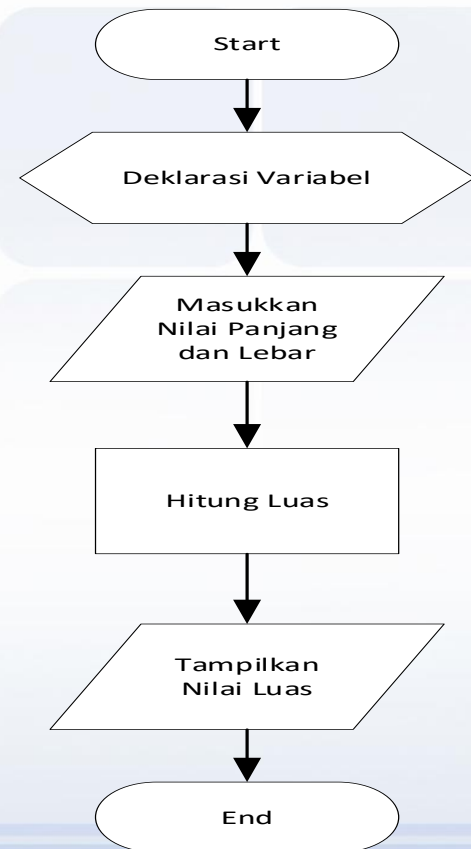 Start
Deklarasi Variabel
Masukkan
Nilai Panjang
dan Lebar
Hitung Luas
Tampilkan
Nilai Luas
End